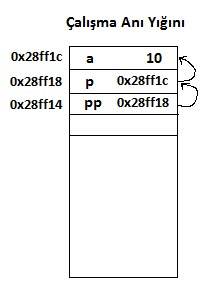 Çalışma Anı Yığını
0x28ff1c a 10
0x28ff18 p 0x28ff1c
0x28ff14 pp 0x28ff18